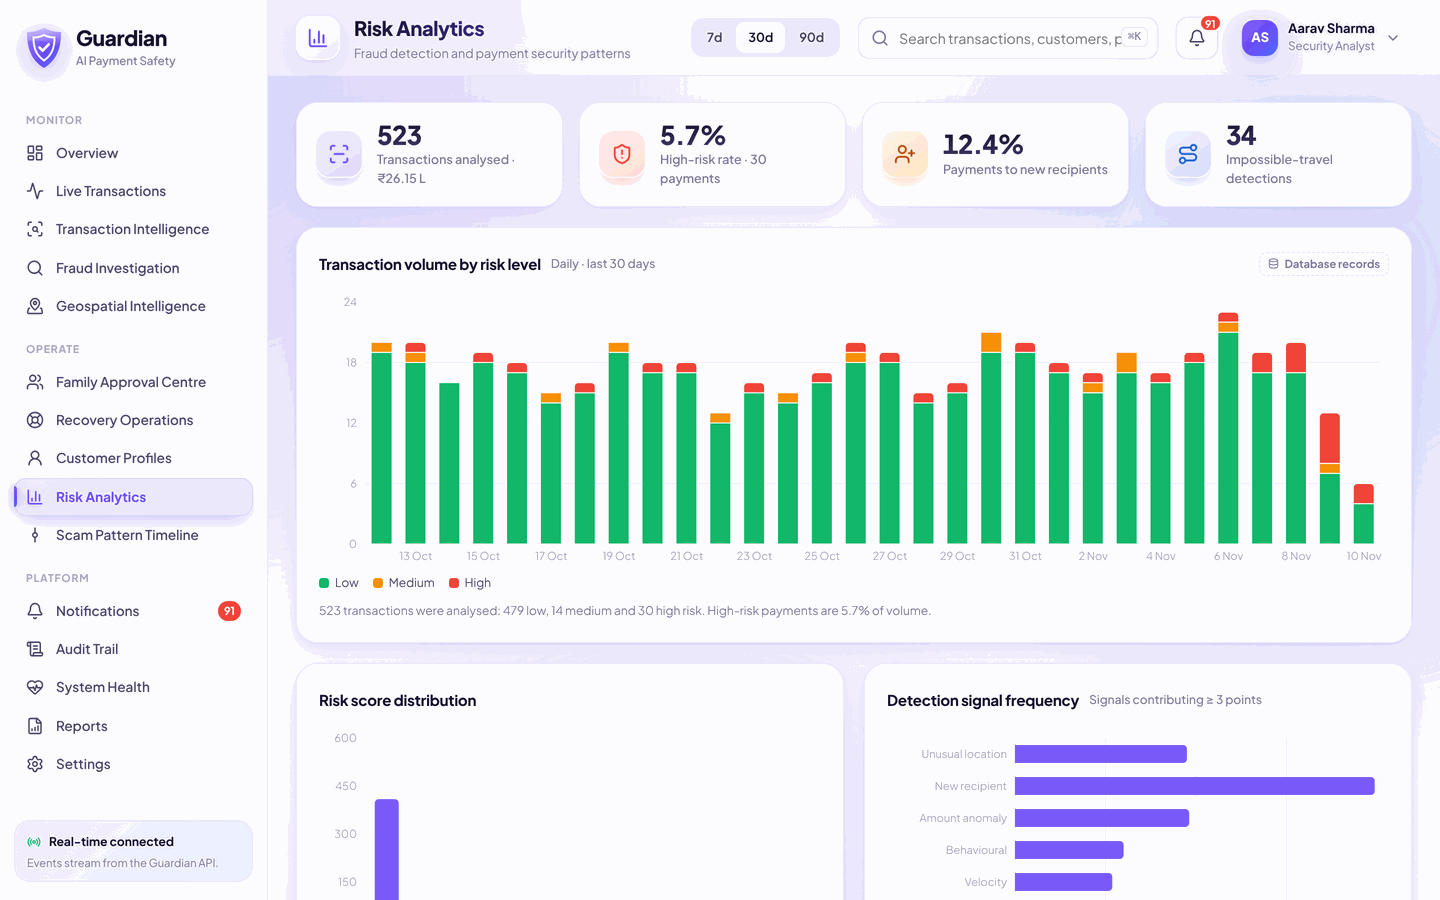 Guardian
AI Payment Safety
MONITOR
Overview
Live Transactions
Transaction Intelligence
Fraud Investigation
Geospatial Intelligence
OPERATE
Family Approval Centre
Recovery Operations
Customer Profiles
Risk Analytics
Scam Pattern Timeline
PLATFORM
Notifications 91
Audit Trail
System Health
Reports
Settings
Real-time connected
Events stream from the Guardian API.
Risk Analytics
Fraud detection and payment security patterns
7d 30d 90d
Search transactions, customers, p ⌘K
91
AS
Aarav Sharma
Security Analyst
523
Transactions analysed ·
₹26.15 L
5.7%
High-risk rate · 30
payments
12.4%
Payments to new recipients
34
Impossible-travel
detections
Transaction volume by risk level Daily · last 30 days
Database records
24
18
12
6
0
13 Oct 15 Oct 17 Oct 19 Oct 21 Oct 23 Oct 25 Oct 27 Oct 29 Oct 31 Oct 2 Nov 4 Nov 6 Nov 8 Nov 10 Nov
Low Medium High
523 transactions were analysed: 479 low, 14 medium and 30 high risk. High-risk payments are 5.7% of volume.
Risk score distribution
600
450
300
150
Detection signal frequency Signals contributing ≥ 3 points
Unusual location
New recipient
Amount anomaly
Behavioural
Velocity